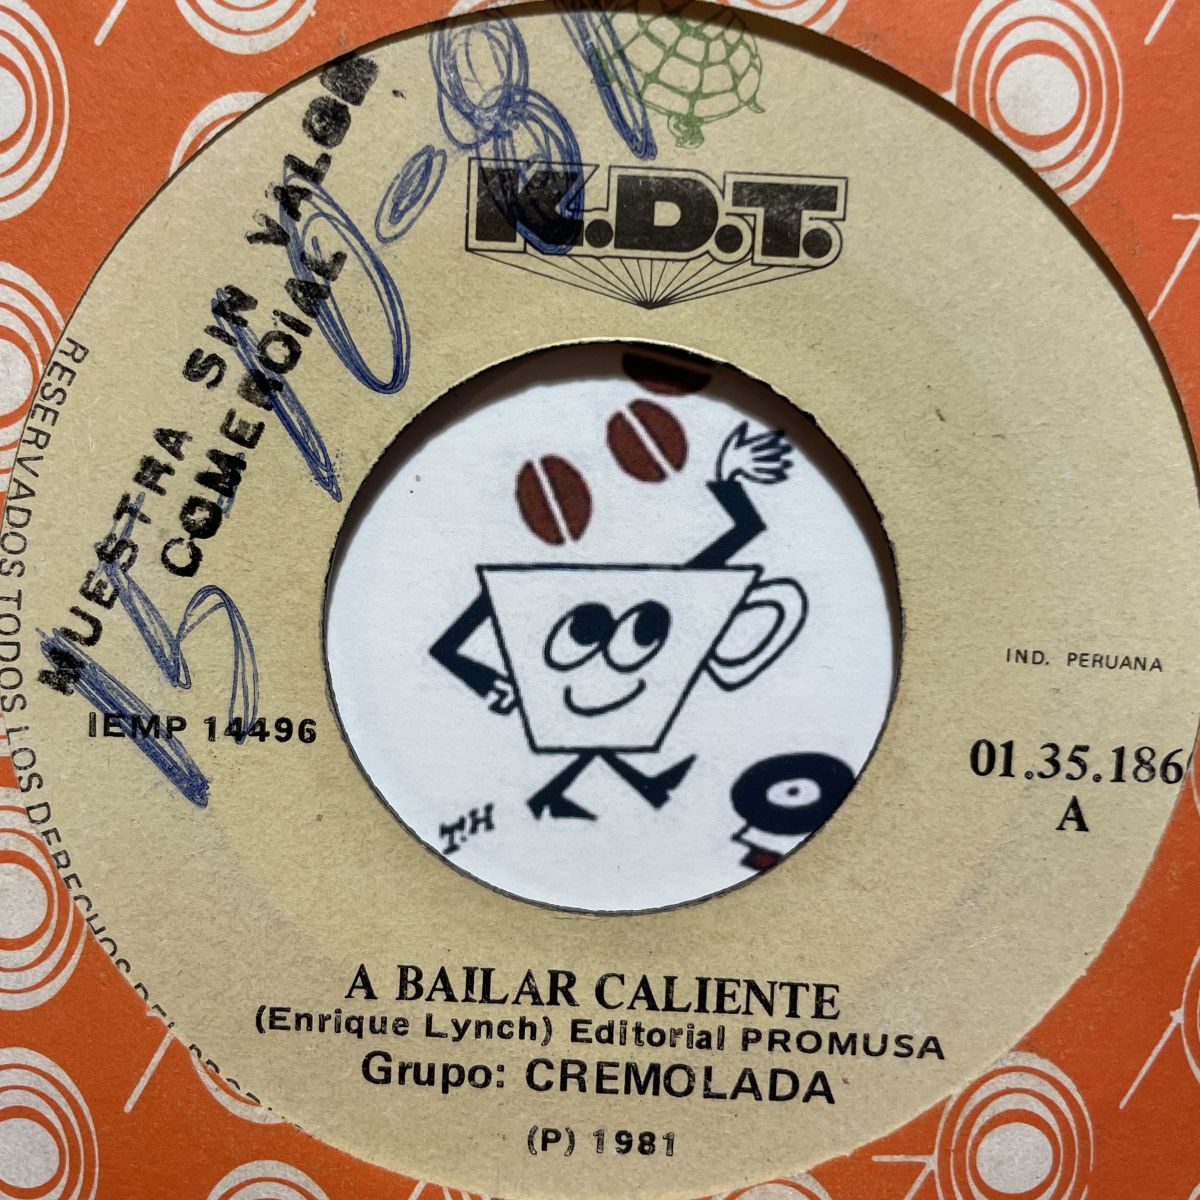 K.D.T.
MUESTRA SIN VALOR
COMERCIAL
RESERVADOS TODOS LOS DERECHOS DEL
IND. PERUANA
IEMP 14496
01.35.186
A
T.H
A BAILAR CALIENTE
(Enrique Lynch) Editorial PROMUSA
Grupo: CREMOLADA
(P) 1981